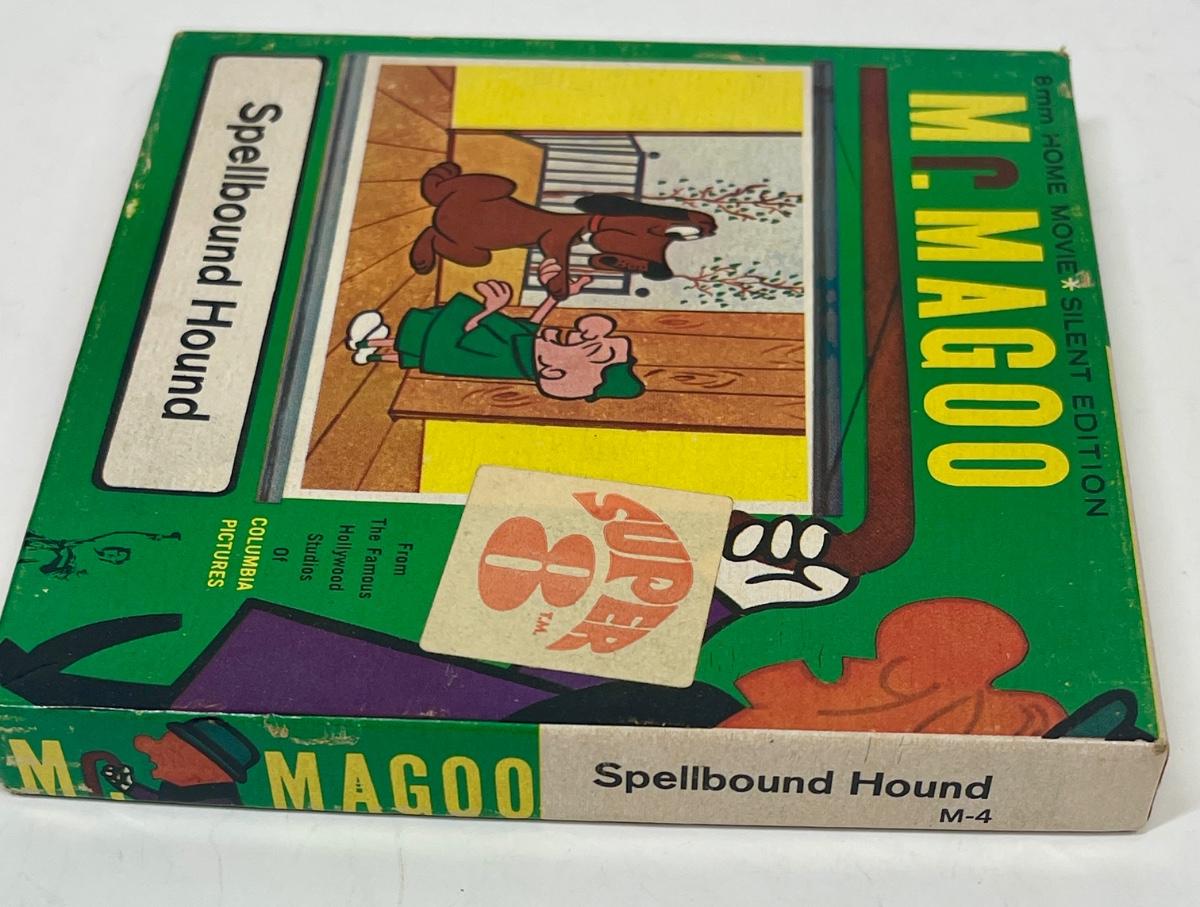 8mm HOME MOVIE * SILENT EDITION
Mr. MAGOO
SUPER
8
T.M.
From
The Famous
Hollywood
Studios
Of
COLUMBIA
PICTURES
Spellbound Hound
M . MAGOO
Spellbound Hound
M-4